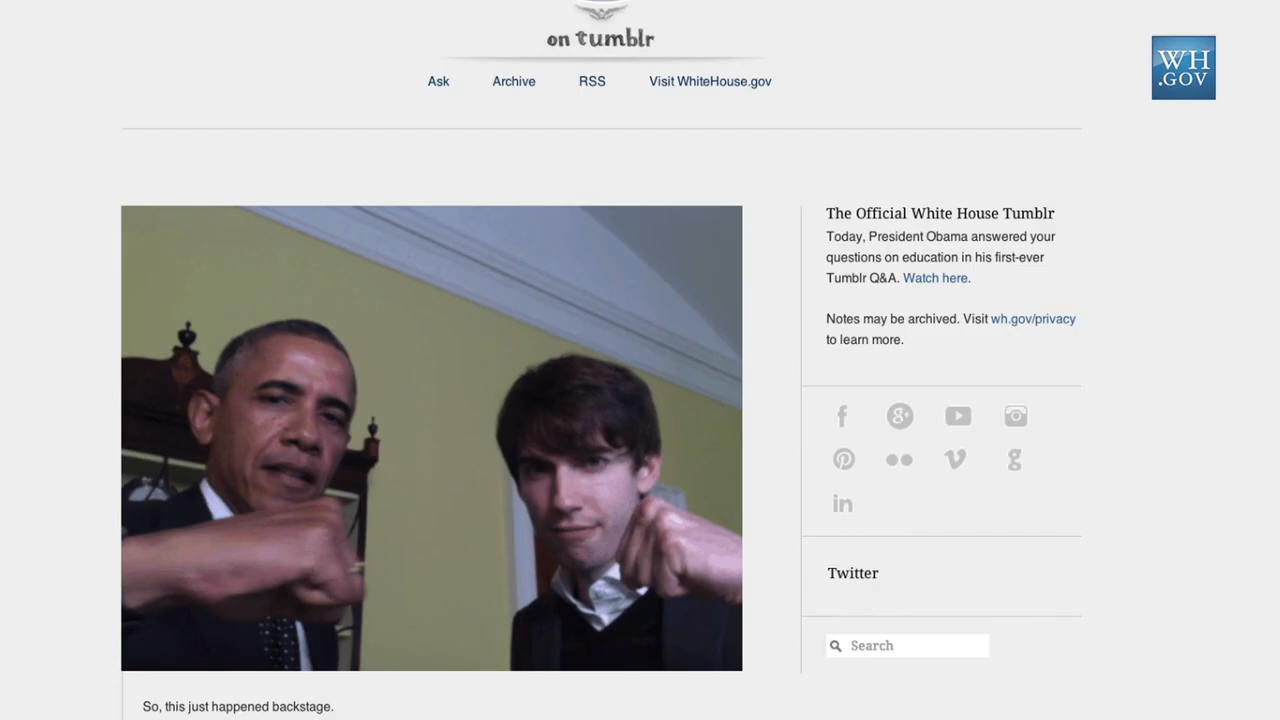 on tumblr
Ask Archive RSS Visit WhiteHouse.gov
WH
.GOV
The Official White House Tumblr
Today, President Obama answered your
questions on education in his first-ever
Tumblr Q&A. Watch here.
Notes may be archived. Visit wh.gov/privacy
to learn more.
Twitter
Search
So, this just happened backstage.